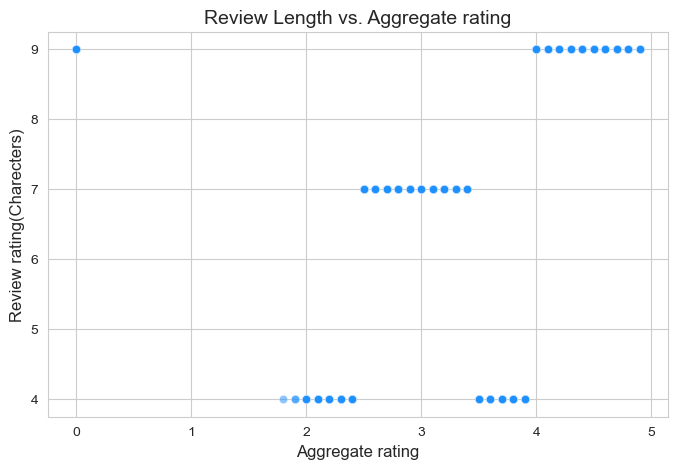 Review Length vs. Aggregate rating
9
8
7
6
5
4
Review rating(Charecters)
0 1 2 3 4 5
Aggregate rating